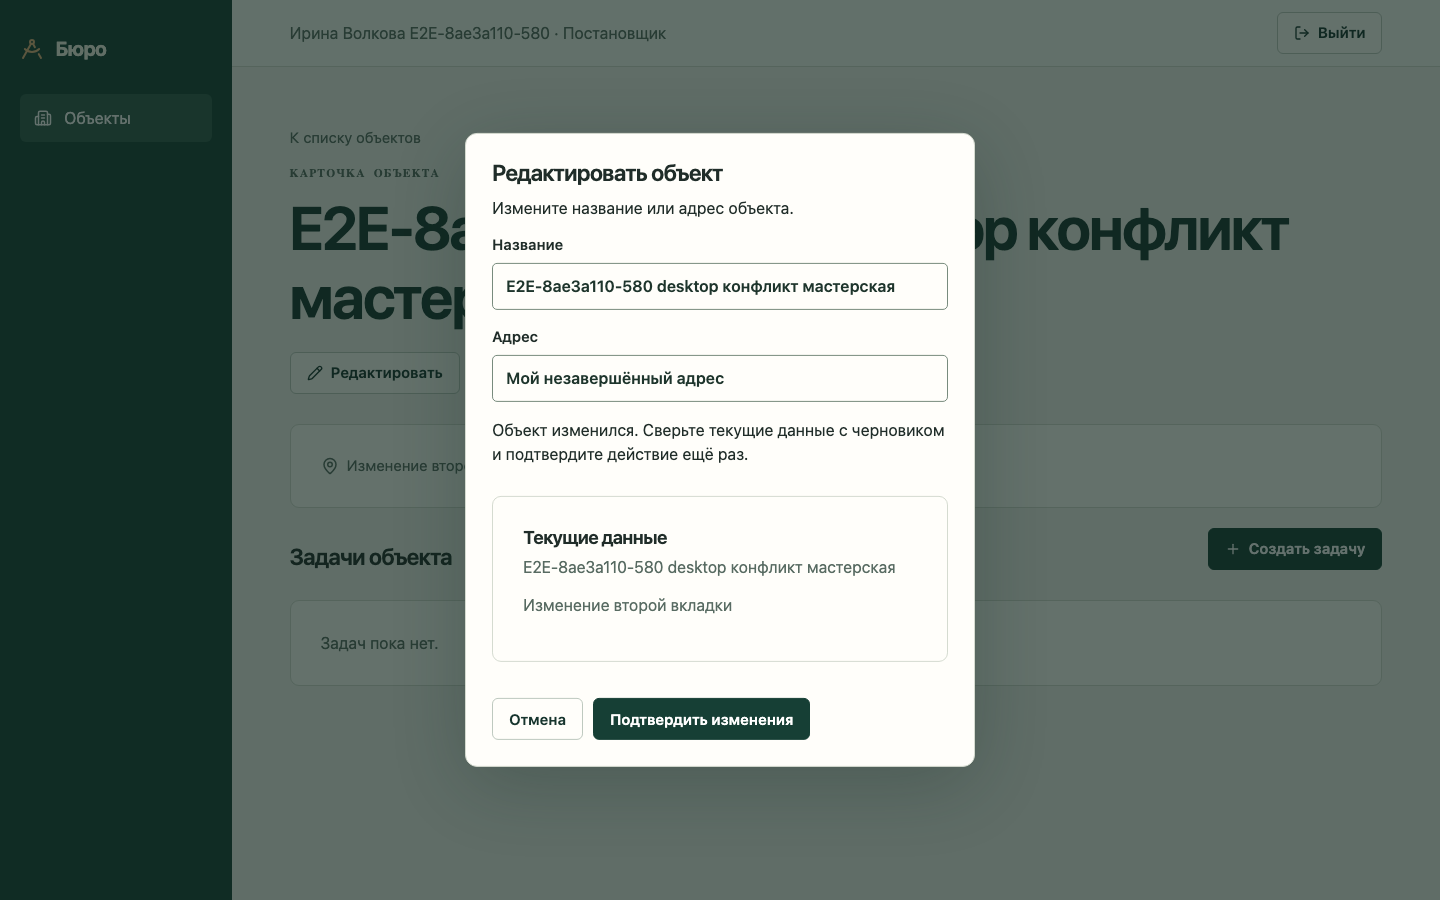 Бюро
Объекты
Ирина Волкова E2E-8ae3a110-580 · Постановщик
Выйти
К списку объектов
КАРТОЧКА ОБЪЕКТА
E2E-8a
ор конфликт
мастер
Редактировать
Изменение втор
Задачи объекта
Создать задачу
Задач пока нет.
Редактировать объект
Измените название или адрес объекта.
Название
E2E-8ae3a110-580 desktop конфликт мастерская
Адрес
Мой незавершённый адрес
Объект изменился. Сверьте текущие данные с черновиком
и подтвердите действие ещё раз.
Текущие данные
E2E-8ae3a110-580 desktop конфликт мастерская
Изменение второй вкладки
Отмена
Подтвердить изменения